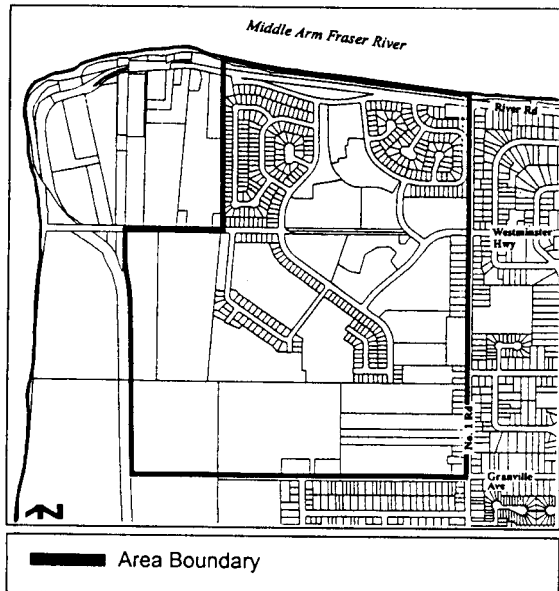 Middle Arm Fraser River
River Rd
Westminster
Hwy
No. 1 Rd
Granville
Ave
N
Area Boundary